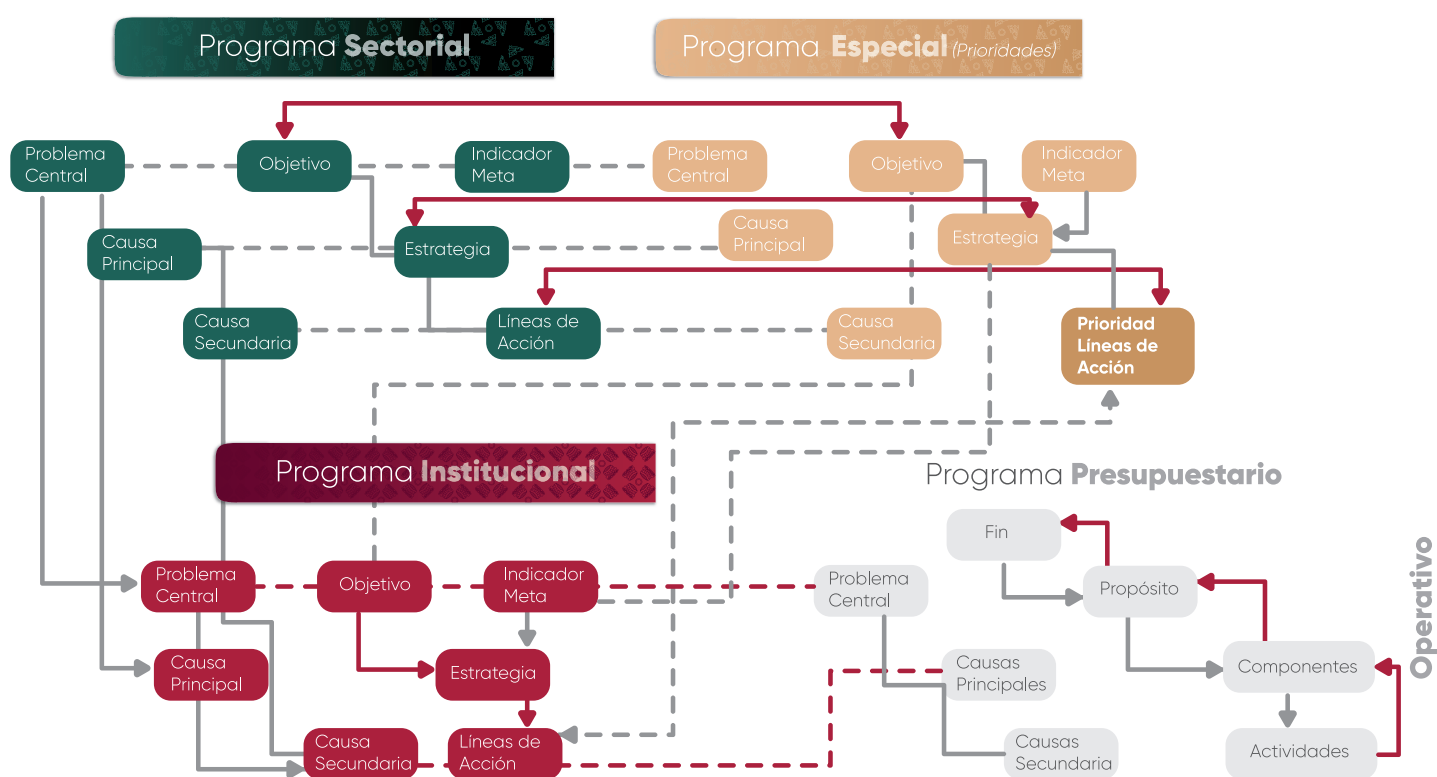 Programa Sectorial
Programa Especial (Prioridades)
Problema
Central
Objetivo
Indicador
Meta
Problema
Central
Objetivo
Indicador
Meta
Causa
Principal
Estrategia
Causa
Principal
Estrategia
Causa
Secundaria
Líneas de
Acción
Causa
Secundaria
Prioridad
Líneas de
Acción
Programa Institucional
Programa Presupuestario
Problema
Central
Objetivo
Indicador
Meta
Causa
Principal
Estrategia
Causa
Secundaria
Líneas de
Acción
Problema
Central
Causas
Principales
Causas
Secundaria
Fin
Propósito
Componentes
Actividades
Operativo